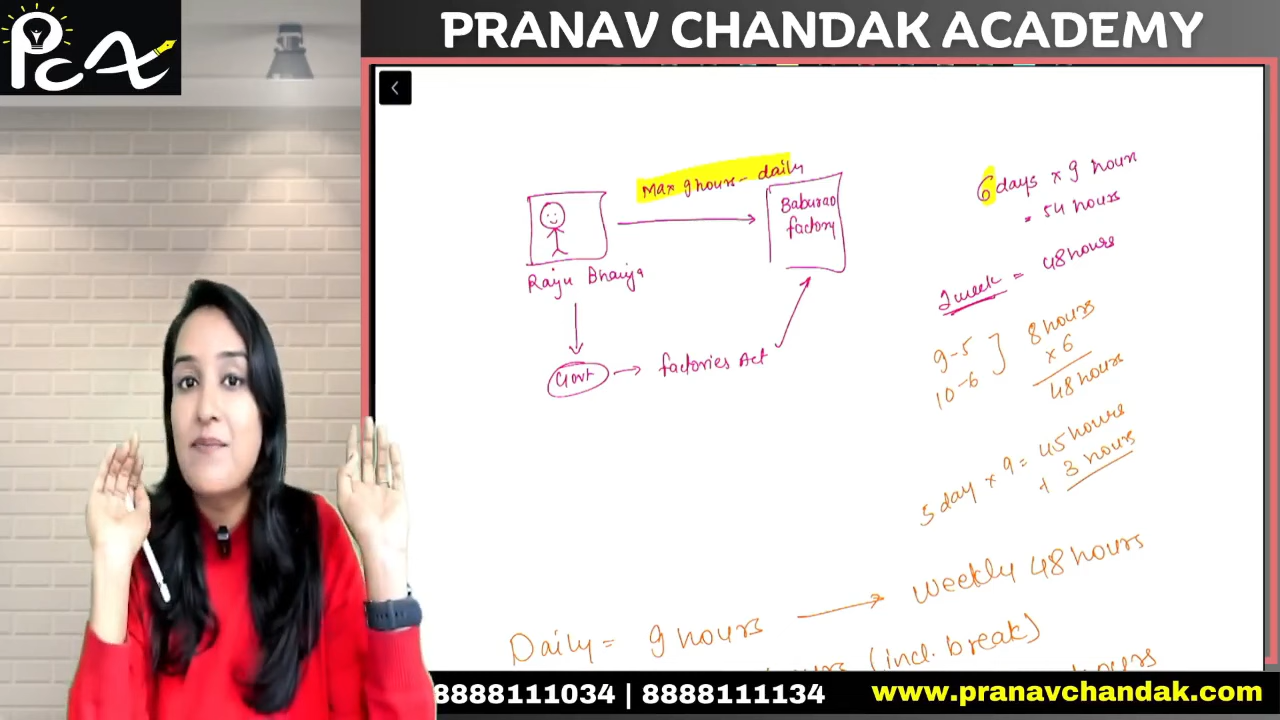 PCA
PRANAV CHANDAK ACADEMY
Max 9 hours - daily
Baburao
factory
Raju Bhaiya
Govt → factories Act
6 days × 9 hour
= 54 hours
1 week = 48 hours
9-5
10-6
8 hours
× 6
48 hours
5 day × 9 = 45 hours
+ 3 hours
Daily = 9 hours → Weekly 48 hours
(incl. break)
hours
8888111034 | 8888111134
www.pranavchandak.com